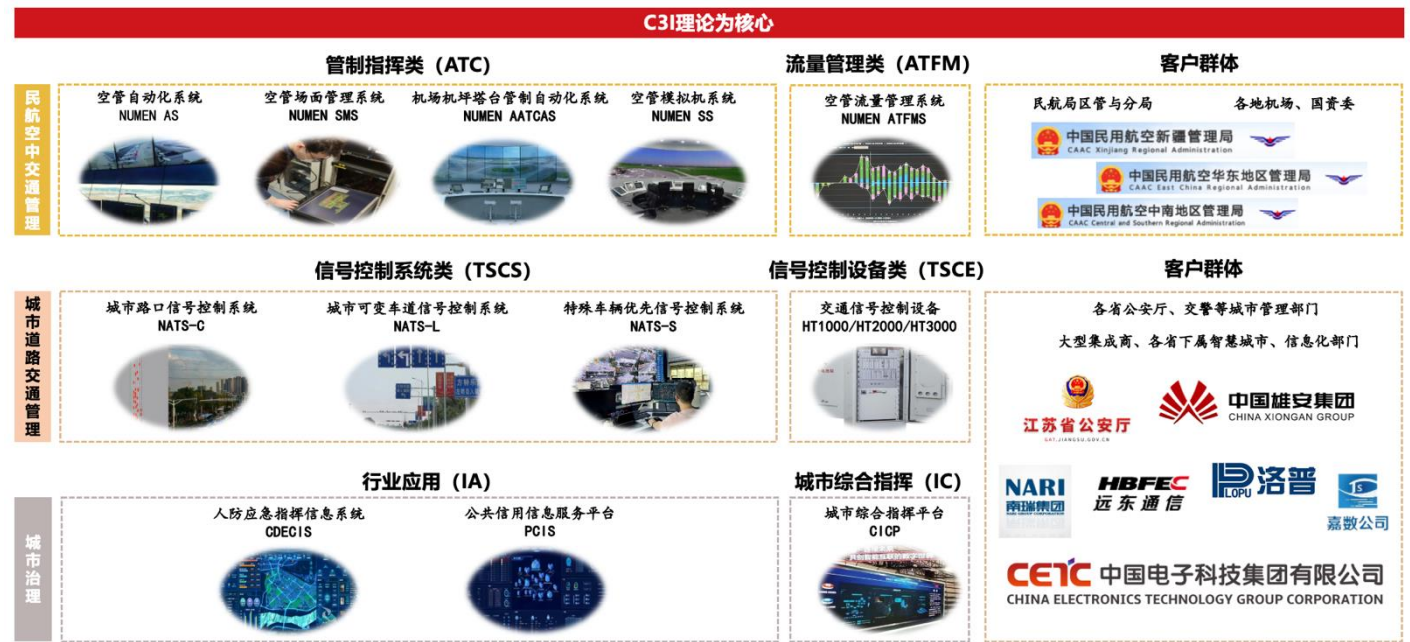 C3I理论为核心
管制指挥类（ATC）
流量管理类（ATFM）
客户群体
民航空中交通管理
空管自动化系统
NUMEN AS
空管场面管理系统
NUMEN SMS
机场机坪塔台管制自动化系统
NUMEN AATCAS
空管模拟机系统
NUMEN SS
空管流量管理系统
NUMEN ATFMS
民航局区管与分局
各地机场、国资委
中国民用航空新疆管理局
CAAC Xinjiang Regional Administration
中国民用航空华东地区管理局
CAAC East China Regional Administration
中国民用航空中南地区管理局
CAAC Central and Southern Regional Administration
信号控制系统类（TSCS）
信号控制设备类（TSCE）
客户群体
城市道路交通管理
城市路口信号控制系统
NATS-C
城市可变车道信号控制系统
NATS-L
特殊车辆优先信号控制系统
NATS-S
交通信号控制设备
HT1000/HT2000/HT3000
各省公安厅、交警等城市管理部门
大型集成商、各省下属智慧城市、信息化部门
江苏省公安厅
GAT.JIANGSU.GOV.CN
中国雄安集团
CHINA XIONGAN GROUP
行业应用（IA）
城市综合指挥（IC）
城市治理
人防应急指挥信息系统
CDECIS
公共信用信息服务平台
PCIS
城市综合指挥平台
CICP
NARI
南瑞集团
HBFEC
远东通信
LOPU
洛普
嘉数公司
CETC 中国电子科技集团有限公司
CHINA ELECTRONICS TECHNOLOGY GROUP CORPORATION